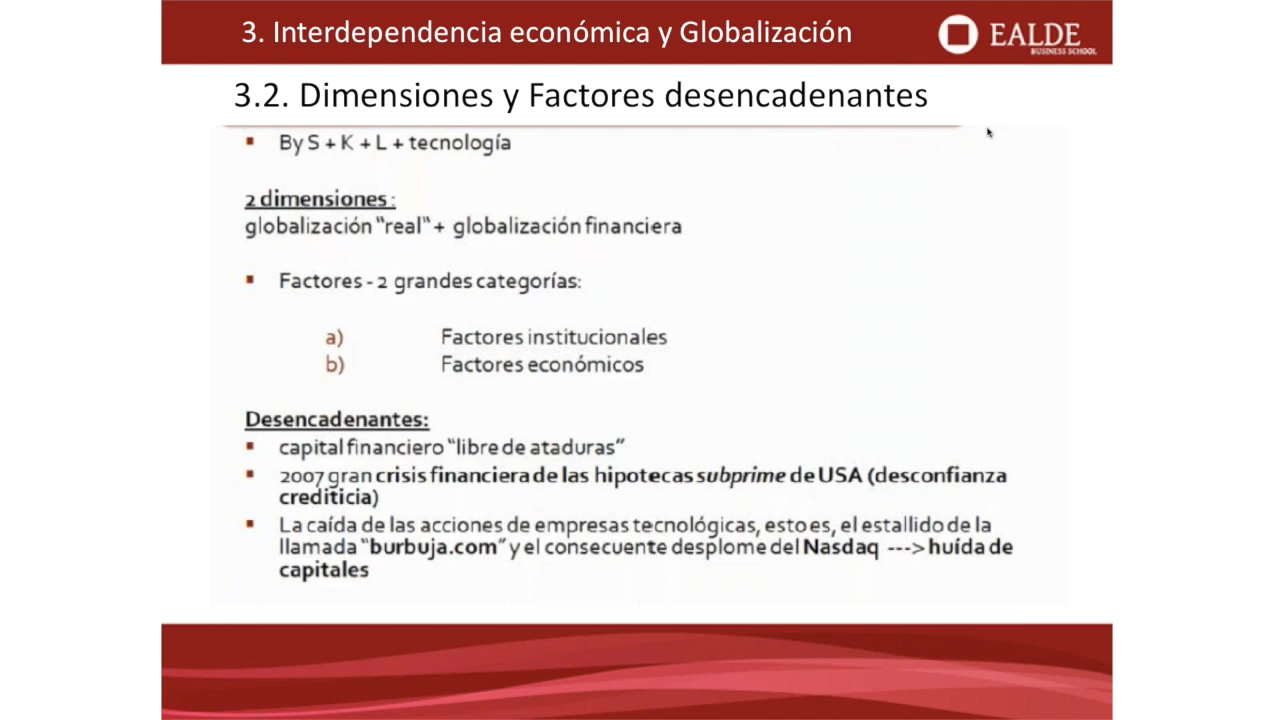 3. Interdependencia económica y Globalización
EALDE
BUSINESS SCHOOL
3.2. Dimensiones y Factores desencadenantes
▪ By S + K + L + tecnología
2 dimensiones :
globalización "real" + globalización financiera
▪ Factores - 2 grandes categorías:
a) Factores institucionales
b) Factores económicos
Desencadenantes:
▪ capital financiero "libre de ataduras"
▪ 2007 gran crisis financiera de las hipotecas subprime de USA (desconfianza
crediticia)
▪ La caída de las acciones de empresas tecnológicas, esto es, el estallido de la
llamada "burbuja.com" y el consecuente desplome del Nasdaq ---> huída de
capitales